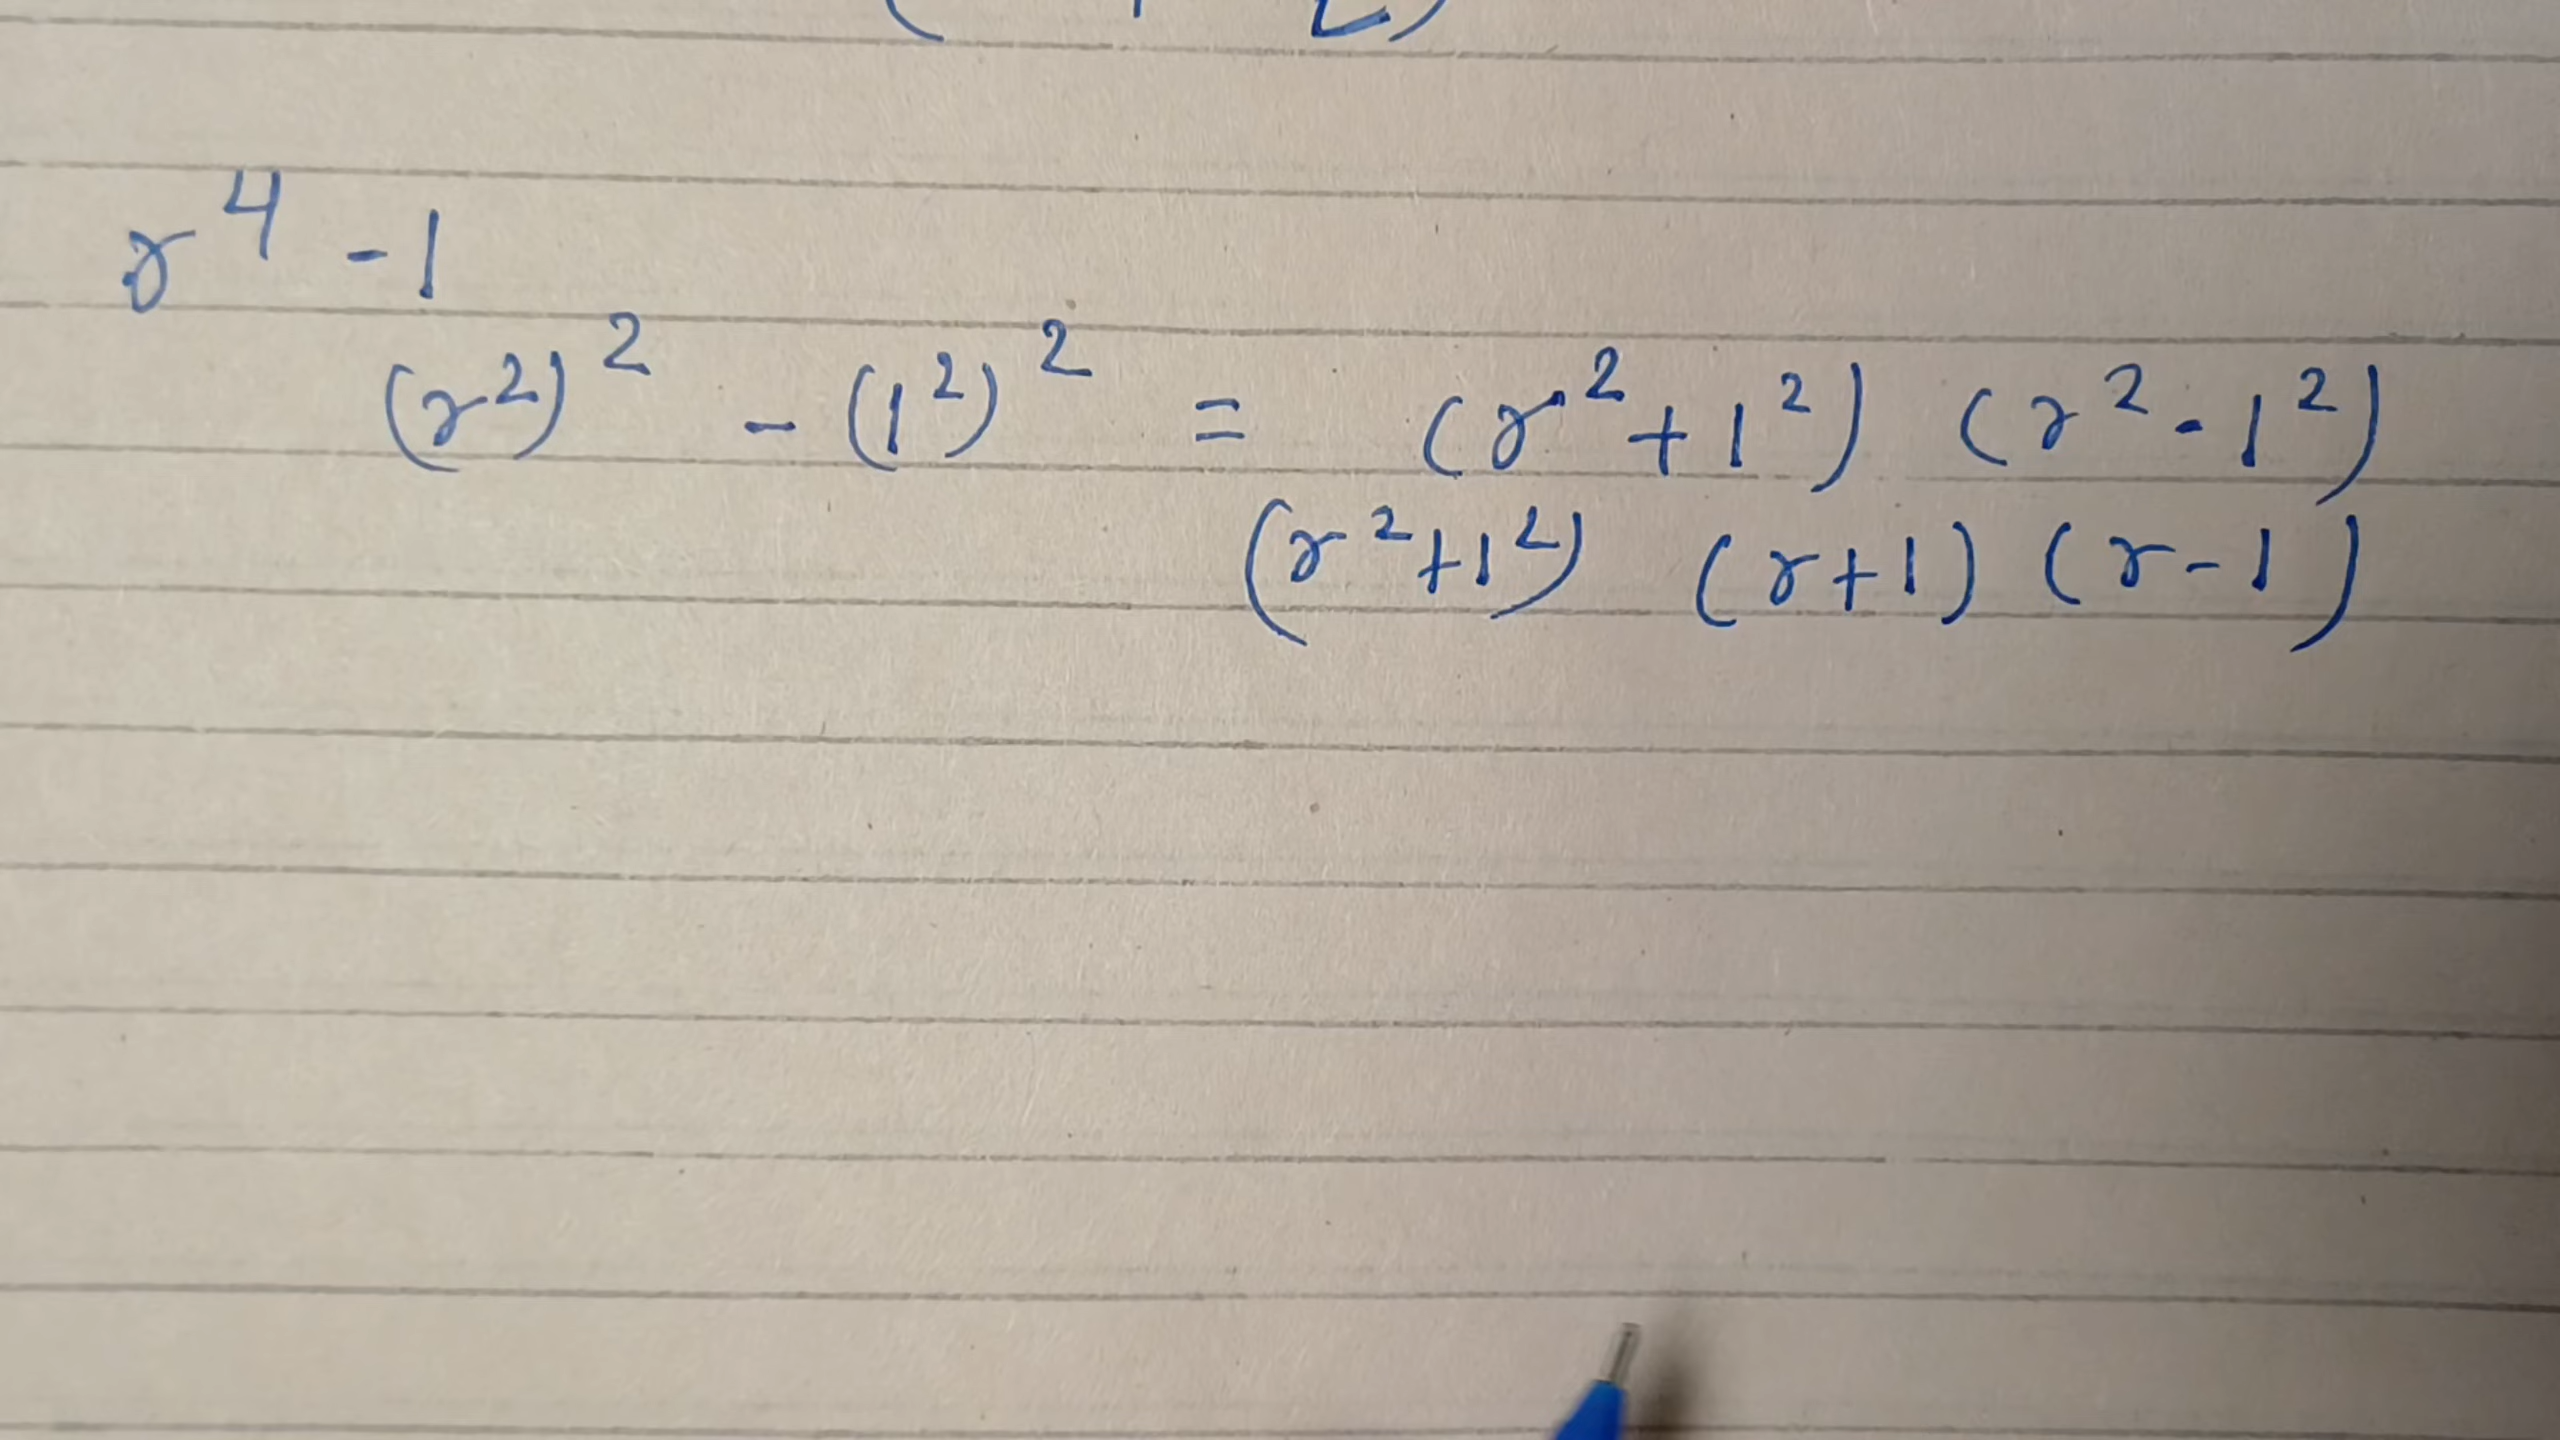 r⁴ - 1
(r²)² - (1²)² = (r² + 1²) (r² - 1²)
(r² + 1²) (r + 1) (r - 1)